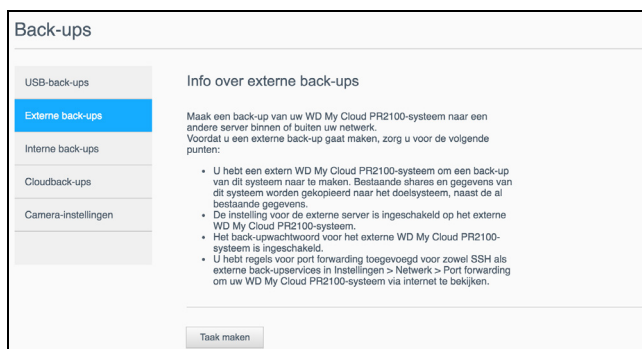 Back-ups
USB-back-ups
Externe back-ups
Interne back-ups
Cloudback-ups
Camera-instellingen
Info over externe back-ups
Maak een back-up van uw WD My Cloud PR2100-systeem naar een
andere server binnen of buiten uw netwerk.
Voordat u een externe back-up gaat maken, zorg u voor de volgende
punten:
• U hebt een extern WD My Cloud PR2100-systeem om een back-up
van dit systeem naar te maken. Bestaande shares en gegevens van
dit systeem worden gekopieerd naar het doelsysteem, naast de al
bestaande gegevens.
• De instelling voor de externe server is ingeschakeld op het externe
WD My Cloud PR2100-systeem.
• Het back-upwachtwoord voor het externe WD My Cloud PR2100-
systeem is ingeschakeld.
• U hebt regels voor port forwarding toegevoegd voor zowel SSH als
externe back-upservices in Instellingen > Netwerk > Port forwarding
om uw WD My Cloud PR2100-systeem via internet te bekijken.
Taak maken